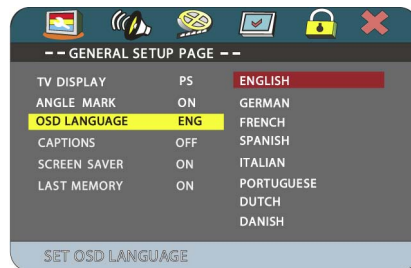 -- GENERAL SETUP PAGE --
TV DISPLAY PS
ANGLE MARK ON
OSD LANGUAGE ENG
CAPTIONS OFF
SCREEN SAVER ON
LAST MEMORY ON
ENGLISH
GERMAN
FRENCH
SPANISH
ITALIAN
PORTUGUESE
DUTCH
DANISH
SET OSD LANGUAGE